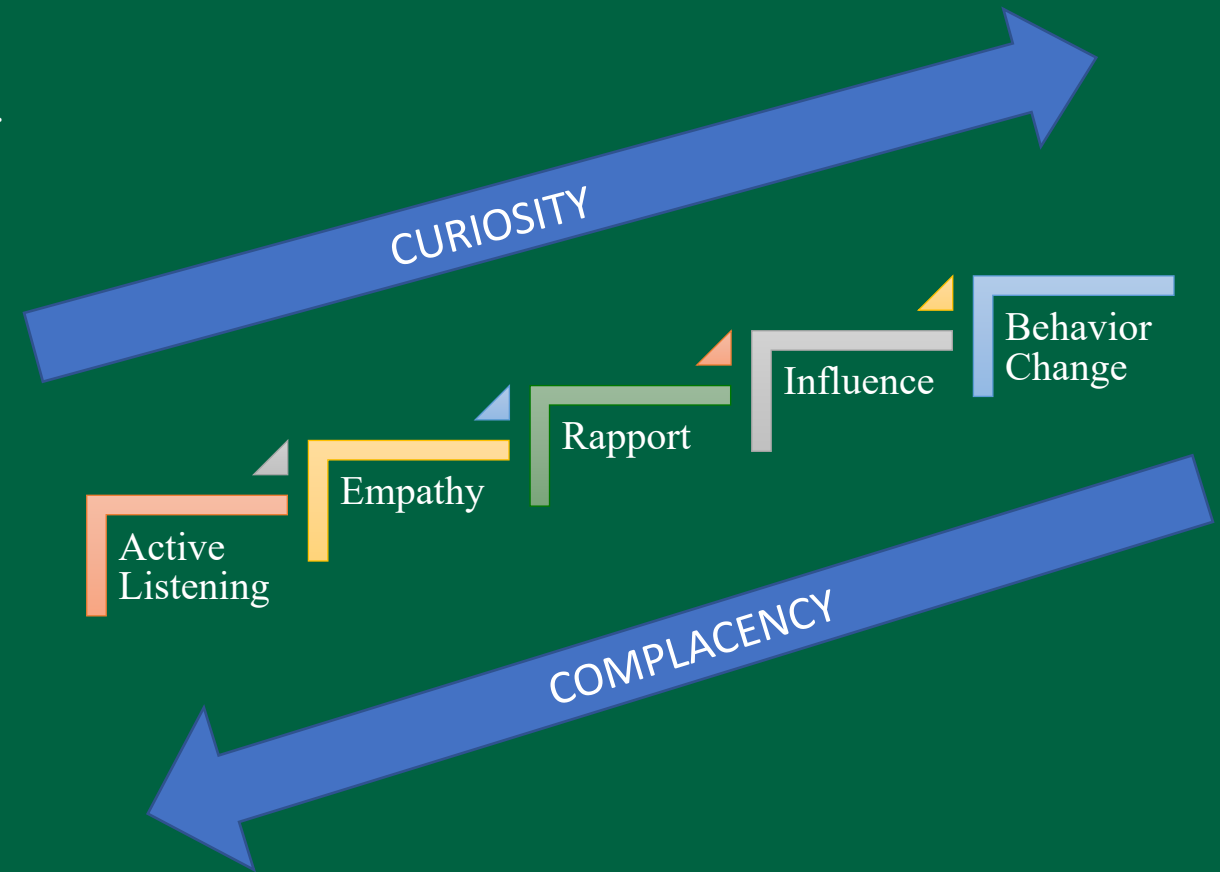 CURIOSITY
Behavior
Change
Influence
Rapport
Empathy
Active
Listening
COMPLACENCY